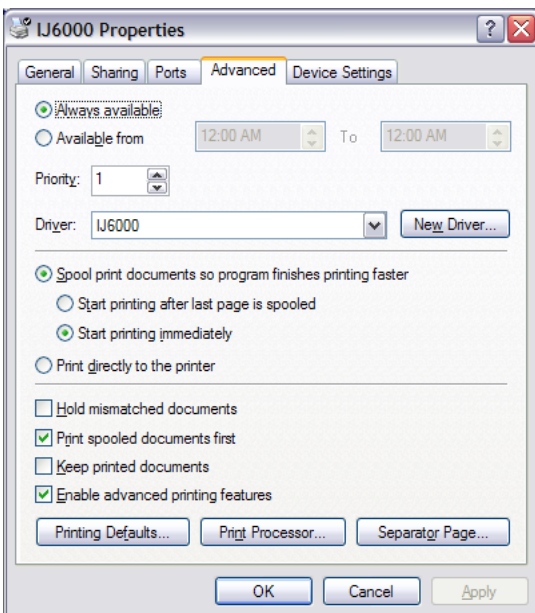 IJ6000 Properties
General Sharing Ports Advanced Device Settings
Always available
Available from 12:00 AM To 12:00 AM
Priority: 1
Driver: IJ6000 New Driver...
Spool print documents so program finishes printing faster
Start printing after last page is spooled
Start printing immediately
Print directly to the printer
Hold mismatched documents
Print spooled documents first
Keep printed documents
Enable advanced printing features
Printing Defaults... Print Processor... Separator Page...
OK Cancel Apply